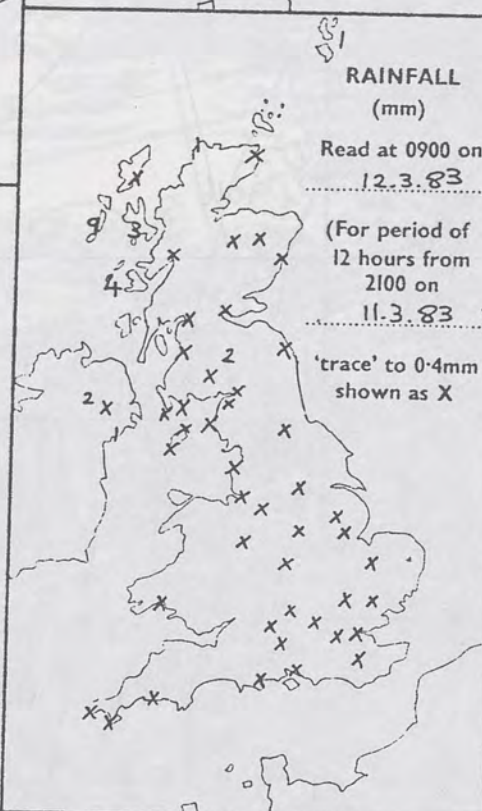 RAINFALL
(mm)
Read at 0900 on
12.3.83
(For period of
12 hours from
2100 on
11.3.83
'trace' to 0·4mm
shown as X
1
X
X
9 3 X X
X X
4
X X
X 2 X
X X
2 X X X X
X X X
X
X
X X
X X
X X X
X X
X
X X X
X X X X X
X X
X X
X X
X